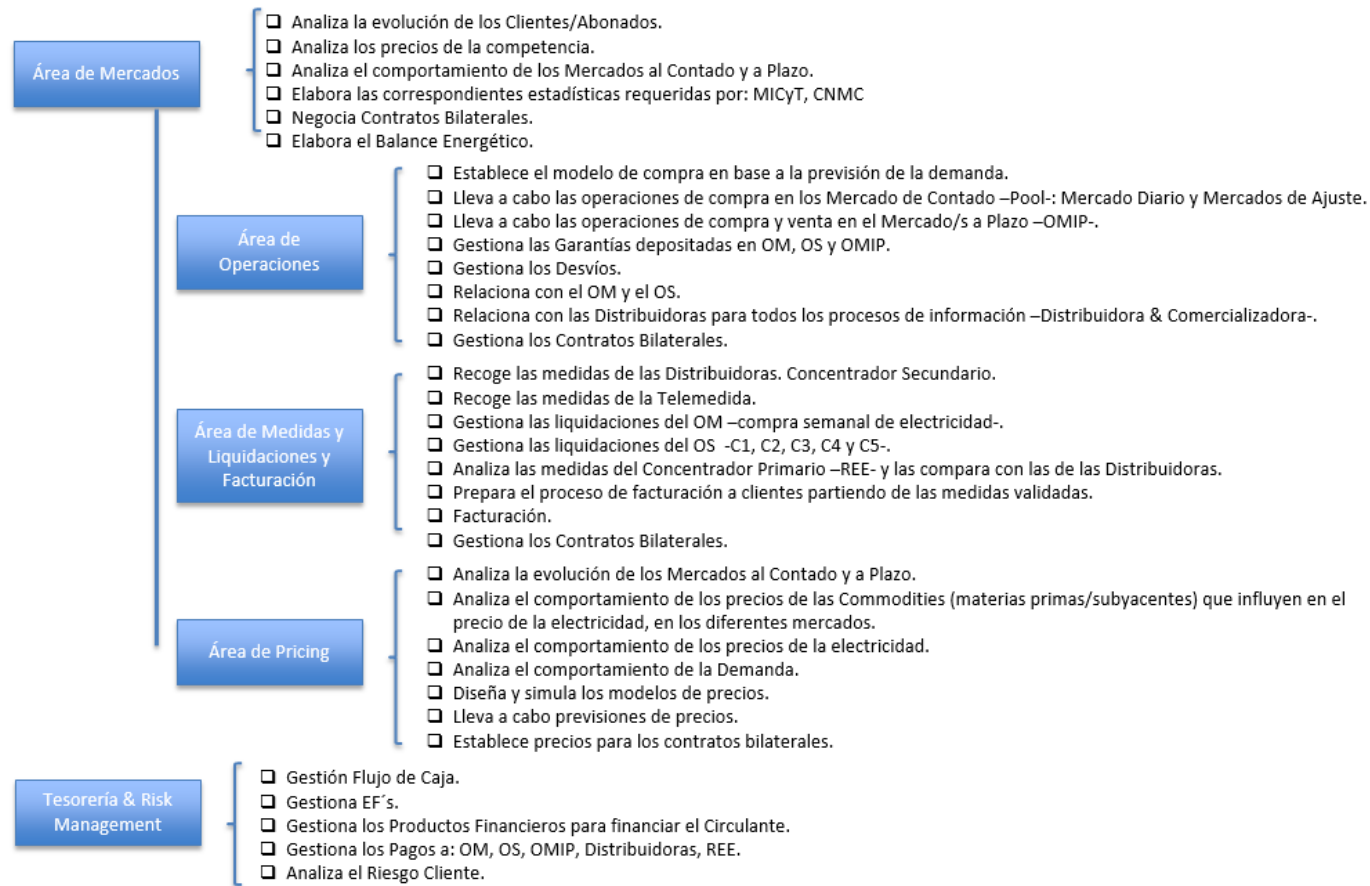 Área de Mercados
❑ Analiza la evolución de los Clientes/Abonados.
❑ Analiza los precios de la competencia.
❑ Analiza el comportamiento de los Mercados al Contado y a Plazo.
❑ Elabora las correspondientes estadísticas requeridas por: MICyT, CNMC
❑ Negocia Contratos Bilaterales.
❑ Elabora el Balance Energético.
Área de
Operaciones
❑ Establece el modelo de compra en base a la previsión de la demanda.
❑ Lleva a cabo las operaciones de compra en los Mercado de Contado –Pool-: Mercado Diario y Mercados de Ajuste.
❑ Lleva a cabo las operaciones de compra y venta en el Mercado/s a Plazo –OMIP-.
❑ Gestiona las Garantías depositadas en OM, OS y OMIP.
❑ Gestiona los Desvíos.
❑ Relaciona con el OM y el OS.
❑ Relaciona con las Distribuidoras para todos los procesos de información –Distribuidora & Comercializadora-.
❑ Gestiona los Contratos Bilaterales.
Área de Medidas y
Liquidaciones y
Facturación
❑ Recoge las medidas de las Distribuidoras. Concentrador Secundario.
❑ Recoge las medidas de la Telemedida.
❑ Gestiona las liquidaciones del OM –compra semanal de electricidad-.
❑ Gestiona las liquidaciones del OS -C1, C2, C3, C4 y C5-.
❑ Analiza las medidas del Concentrador Primario –REE- y las compara con las de las Distribuidoras.
❑ Prepara el proceso de facturación a clientes partiendo de las medidas validadas.
❑ Facturación.
❑ Gestiona los Contratos Bilaterales.
Área de Pricing
❑ Analiza la evolución de los Mercados al Contado y a Plazo.
❑ Analiza el comportamiento de los precios de las Commodities (materias primas/subyacentes) que influyen en el
precio de la electricidad, en los diferentes mercados.
❑ Analiza el comportamiento de los precios de la electricidad.
❑ Analiza el comportamiento de la Demanda.
❑ Diseña y simula los modelos de precios.
❑ Lleva a cabo previsiones de precios.
❑ Establece precios para los contratos bilaterales.
Tesorería & Risk
Management
❑ Gestión Flujo de Caja.
❑ Gestiona EF´s.
❑ Gestiona los Productos Financieros para financiar el Circulante.
❑ Gestiona los Pagos a: OM, OS, OMIP, Distribuidoras, REE.
❑ Analiza el Riesgo Cliente.